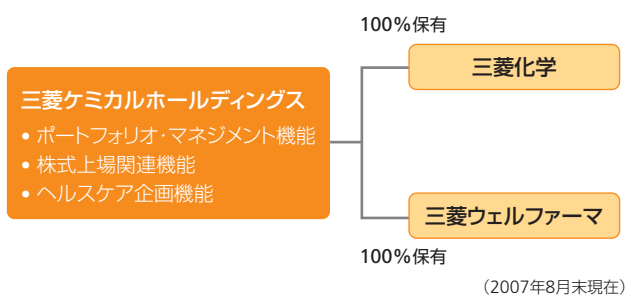 100%保有
三菱化学
三菱ケミカルホールディングス
• ポートフォリオ・マネジメント機能
• 株式上場関連機能
• ヘルスケア企画機能
三菱ウェルファーマ
100%保有
（2007年8月末現在）